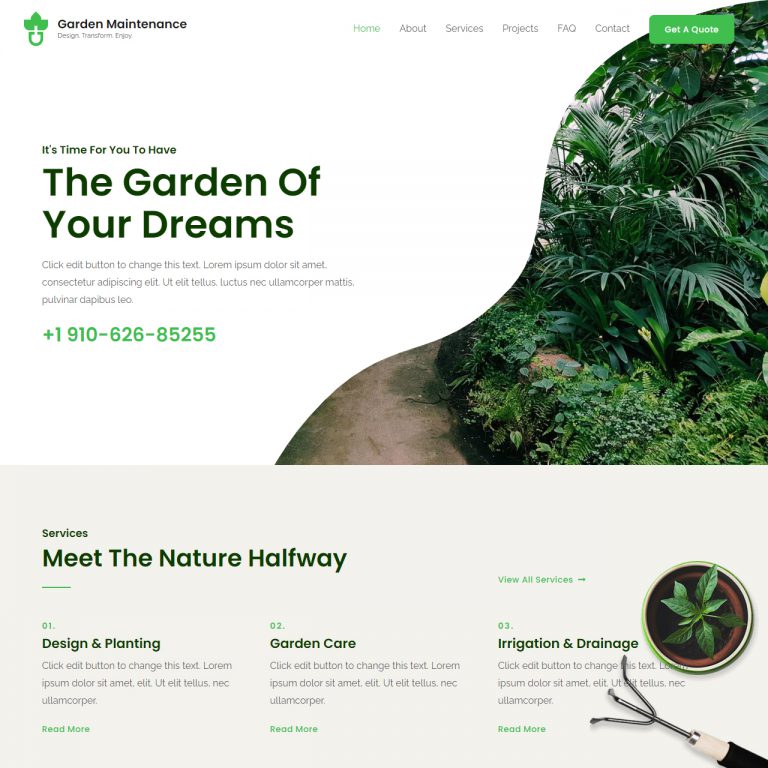 Garden Maintenance
Design. Transform. Enjoy.
Home About Services Projects FAQ Contact Get A Quote
It's Time For You To Have
The Garden Of
Your Dreams
Click edit button to change this text. Lorem ipsum dolor sit amet,
consectetur adipiscing elit. Ut elit tellus, luctus nec ullamcorper mattis,
pulvinar dapibus leo.
+1 910-626-85255
Services
Meet The Nature Halfway
View All Services
01.
Design & Planting
Click edit button to change this text. Lorem
ipsum dolor sit amet, elit. Ut elit tellus, nec
ullamcorper.
Read More
02.
Garden Care
Click edit button to change this text. Lorem
ipsum dolor sit amet, elit. Ut elit tellus, nec
ullamcorper.
Read More
03.
Irrigation & Drainage
Click edit button to change this text. Lorem
ipsum dolor sit amet, elit. Ut elit tellus, nec
ullamcorper.
Read More